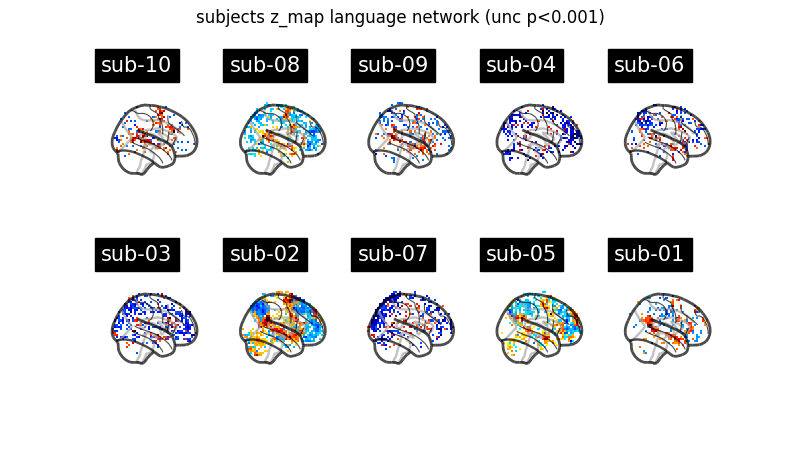 subjects z_map language network (unc p<0.001)
sub-10 sub-08 sub-09 sub-04 sub-06
sub-03 sub-02 sub-07 sub-05 sub-01